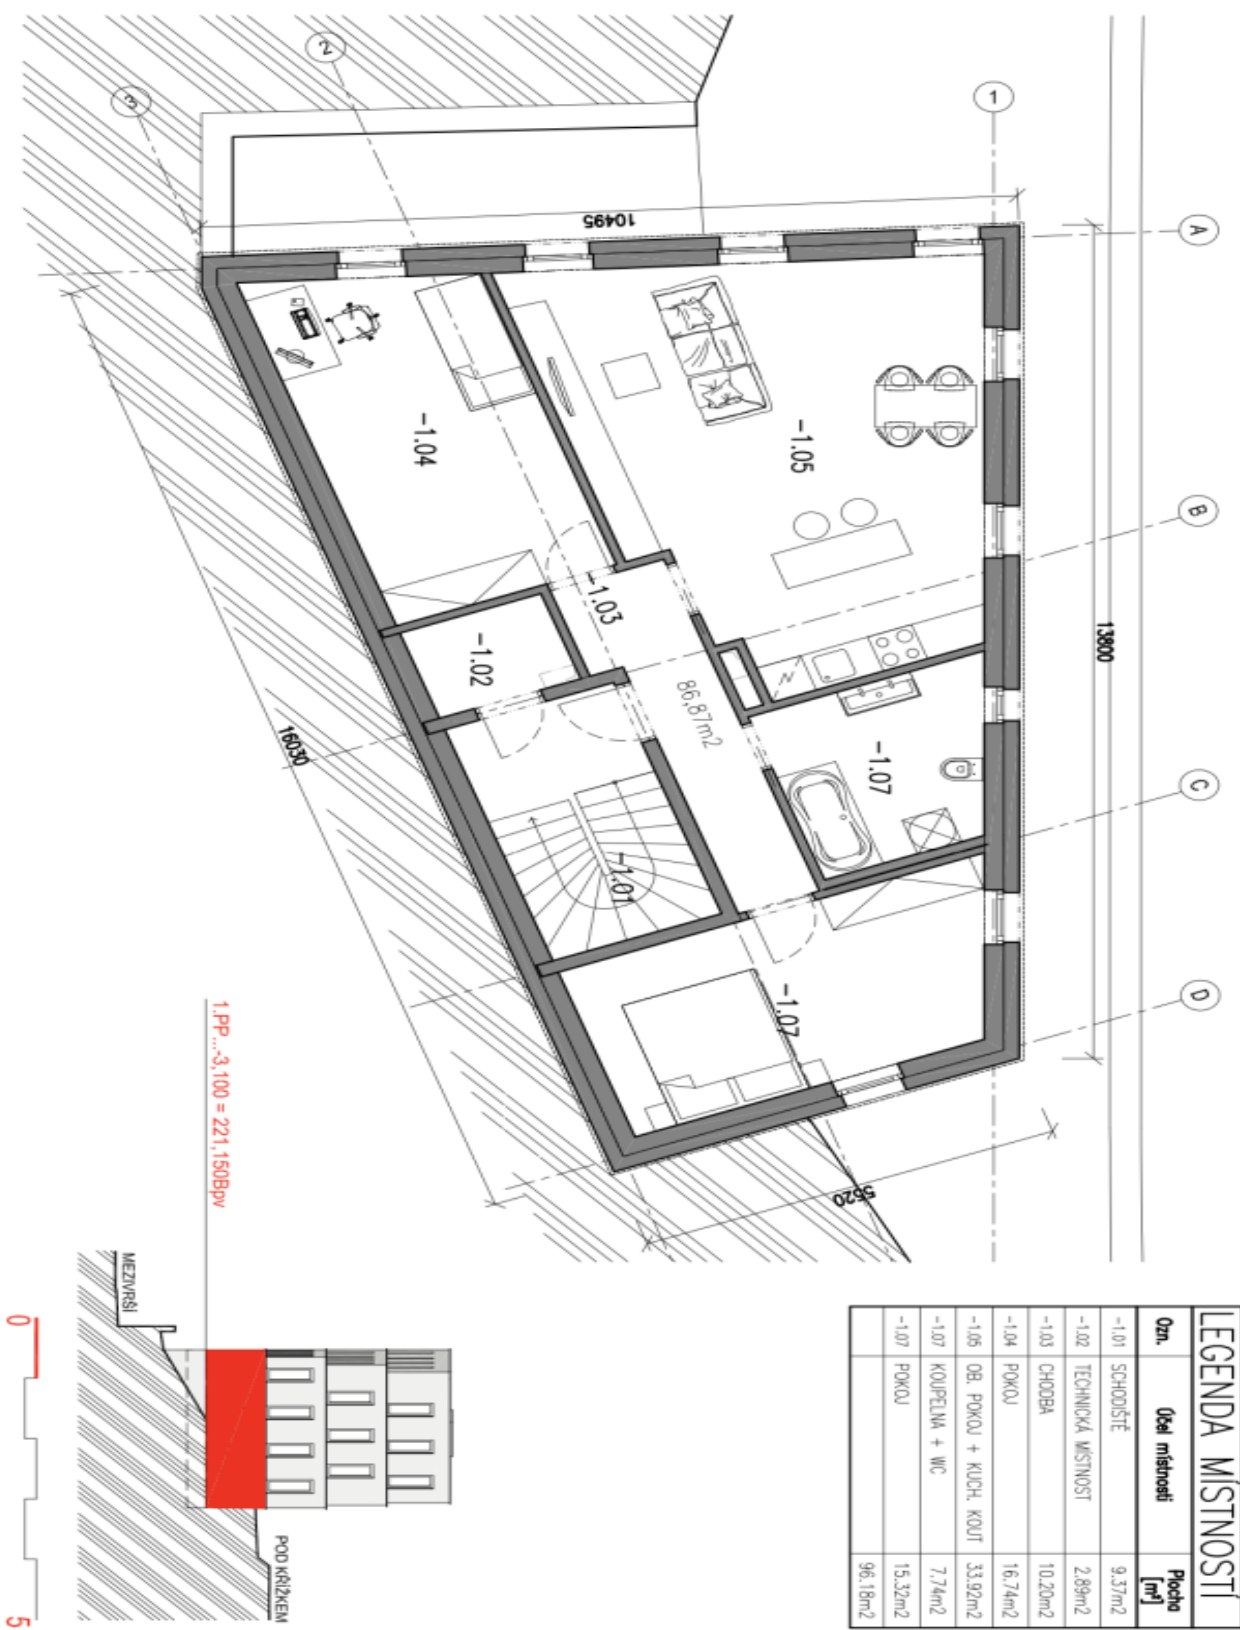 2
3
1
A
10495
-1.04
-1.05
B
-1.03
-1.02
13800
86,87m2
16030
-1.07
C
-1.01
-1.07
D
5520
1.PP...-3,100 = 221,150Bpv
MEZIVRŠÍ
POD KŘÍŽKEM
0
5
LEGENDA MÍSTNOSTÍ
Ozn. Účel místnosti Plocha [m²]
-1.01 SCHODIŠTĚ 9.37m2
-1.02 TECHNICKÁ MÍSTNOST 2.89m2
-1.03 CHODBA 10.20m2
-1.04 POKOJ 16.74m2
-1.05 OB. POKOJ + KUCH. KOUT 33.92m2
-1.07 KOUPELNA + WC 7.74m2
-1.07 POKOJ 15.32m2
96.18m2